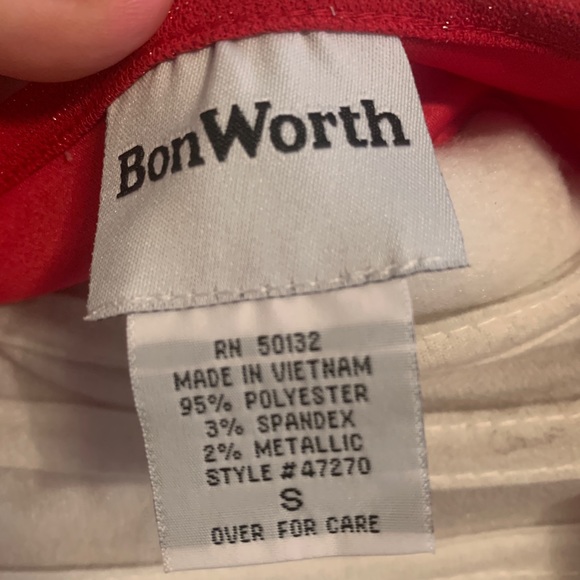 BonWorth
RN 50132
MADE IN VIETNAM
95% POLYESTER
3% SPANDEX
2% METALLIC
STYLE #47270
S
OVER FOR CARE